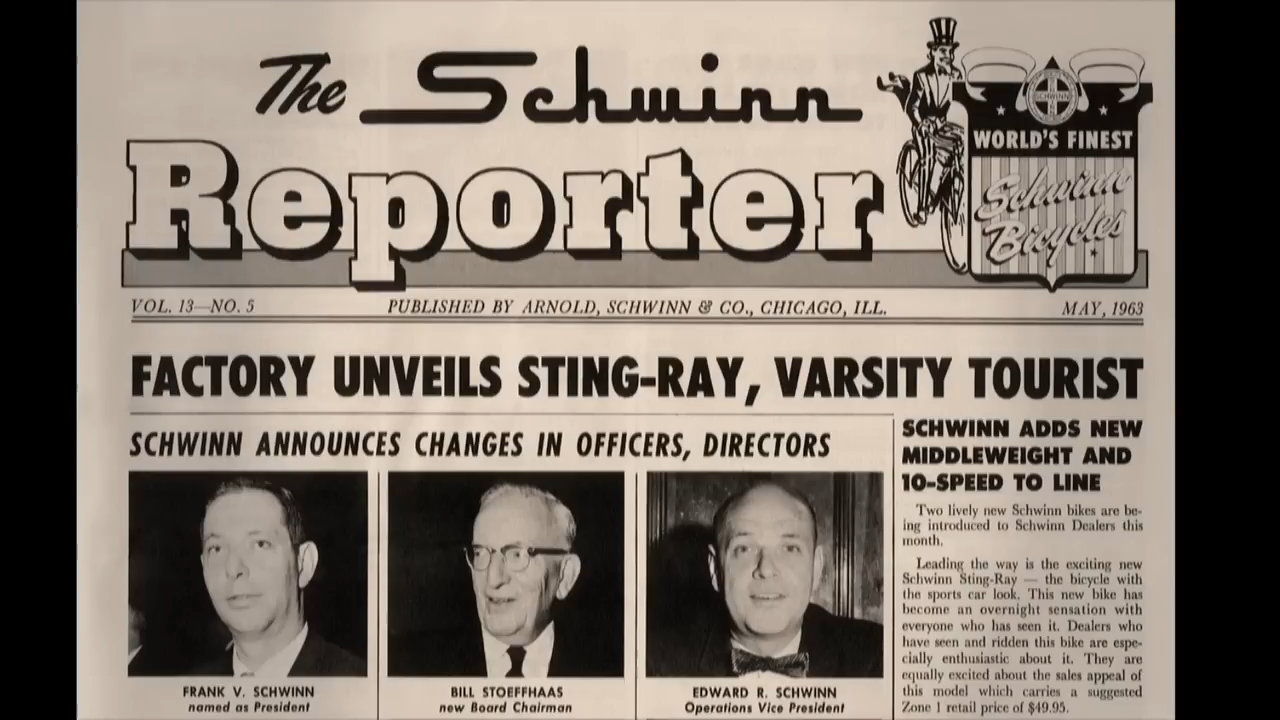 The Schwinn
Reporter
SCHWINN
WORLD'S FINEST
Schwinn
Bicycles
VOL. 13—NO. 5 PUBLISHED BY ARNOLD, SCHWINN & CO., CHICAGO, ILL. MAY, 1963
FACTORY UNVEILS STING-RAY, VARSITY TOURIST
SCHWINN ANNOUNCES CHANGES IN OFFICERS, DIRECTORS
FRANK V. SCHWINN
named as President
BILL STOEFFHAAS
new Board Chairman
EDWARD R. SCHWINN
Operations Vice President
SCHWINN ADDS NEW
MIDDLEWEIGHT AND
10-SPEED TO LINE
Two lively new Schwinn bikes are be-
ing introduced to Schwinn Dealers this
month.
Leading the way is the exciting new
Schwinn Sting-Ray — the bicycle with
the sports car look. This new bike has
become an overnight sensation with
everyone who has seen it. Dealers who
have seen and ridden this bike are espe-
cially enthusiastic about it. They are
equally excited about the sales appeal of
this model which carries a suggested
Zone 1 retail price of $49.95.